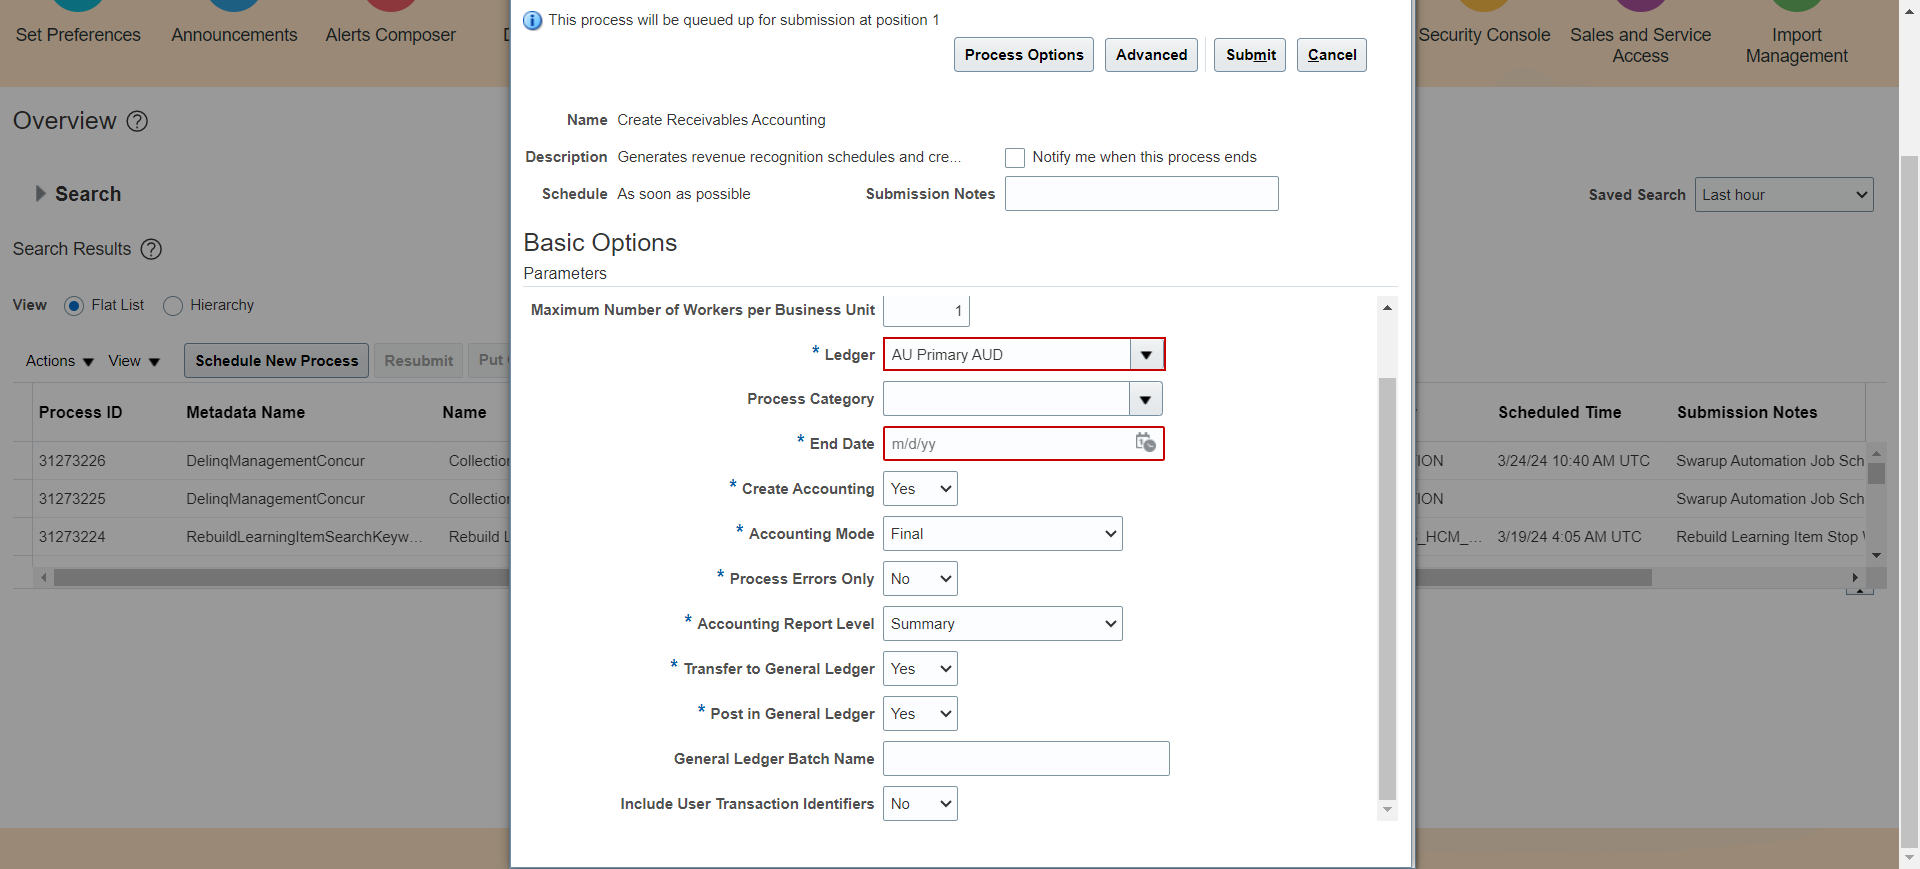 Set Preferences
Announcements
Alerts Composer
Security Console
Sales and Service
Access
Import
Management
This process will be queued up for submission at position 1
Process Options
Advanced
Submit
Cancel
Overview
Name Create Receivables Accounting
Description Generates revenue recognition schedules and cre...
Notify me when this process ends
Schedule As soon as possible
Submission Notes
Search
Saved Search Last hour
Search Results
Basic Options
Parameters
View Flat List Hierarchy
Maximum Number of Workers per Business Unit 1
* Ledger AU Primary AUD
Process Category
* End Date m/d/yy
* Create Accounting Yes
* Accounting Mode Final
* Process Errors Only No
* Accounting Report Level Summary
* Transfer to General Ledger Yes
* Post in General Ledger Yes
General Ledger Batch Name
Include User Transaction Identifiers No
Actions View Schedule New Process Resubmit Put
Process ID Metadata Name Name Scheduled Time Submission Notes
31273226 DelinqManagementConcur Collectio ION 3/24/24 10:40 AM UTC Swarup Automation Job Sch
31273225 DelinqManagementConcur Collectio ION Swarup Automation Job Sch
31273224 RebuildLearningItemSearchKeyw... Rebuild L _HCM_... 3/19/24 4:05 AM UTC Rebuild Learning Item Stop